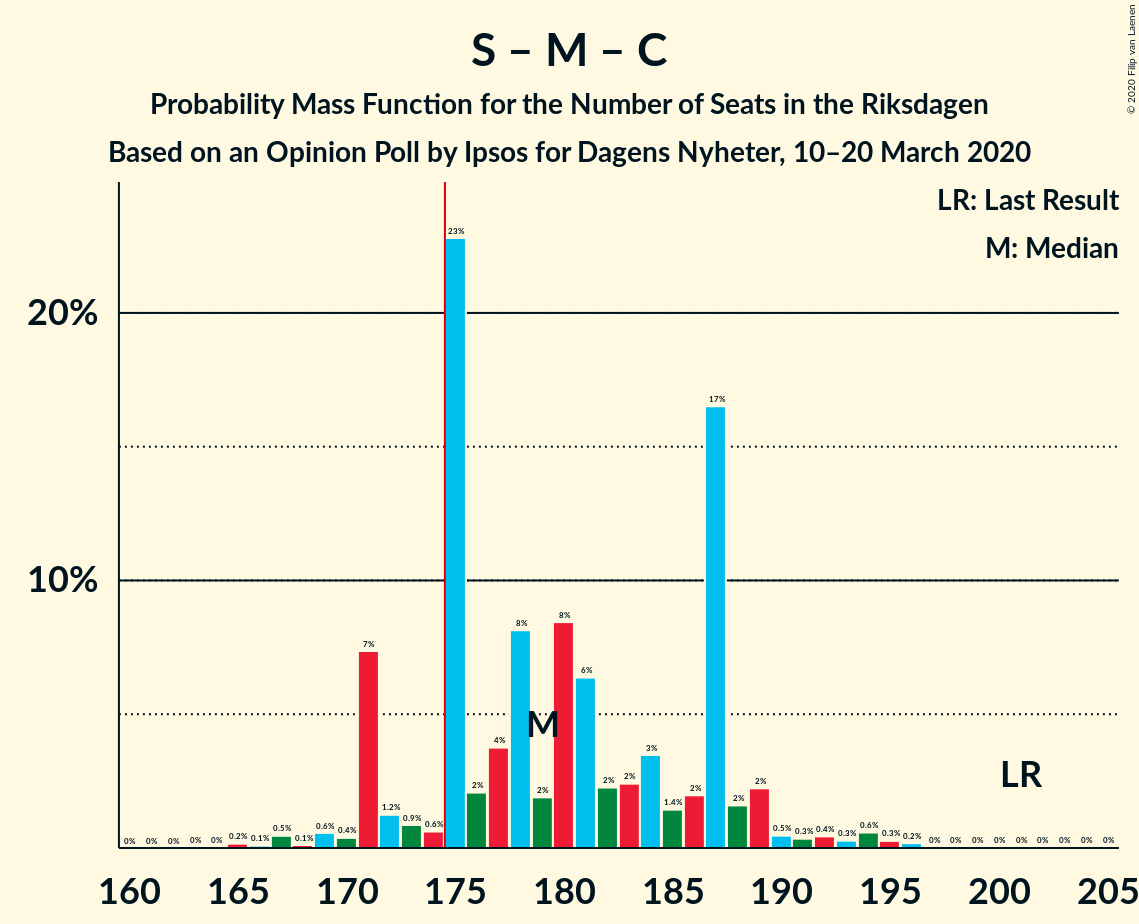 S – M – C
Probability Mass Function for the Number of Seats in the Riksdagen
Based on an Opinion Poll by Ipsos for Dagens Nyheter, 10–20 March 2020
© 2020 Filip van Laenen
LR: Last Result
M: Median
20%
10%
0% 0% 0% 0% 0% 0.2% 0.1% 0.5% 0.1% 0.6% 0.4% 7% 1.2% 0.9% 0.6% 23% 2% 4% 8% 2% 8% 6% 2% 2% 3% 1.4% 2% 17% 2% 2% 0.5% 0.3% 0.4% 0.3% 0.6% 0.3% 0.2% 0% 0% 0% 0% 0% 0% 0% 0% 0%
M
LR
160 165 170 175 180 185 190 195 200 205